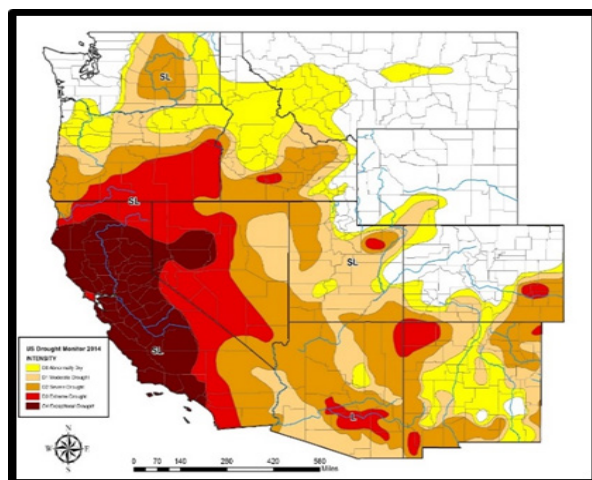 SL
SL
SL
SL
L
US Drought Monitor 2014
INTENSITY
D0 Abnormally Dry
D1 Moderate Drought
D2 Severe Drought
D3 Extreme Drought
D4 Exceptional Drought
N
W
E
S
0 70 140 280 420 560
Miles